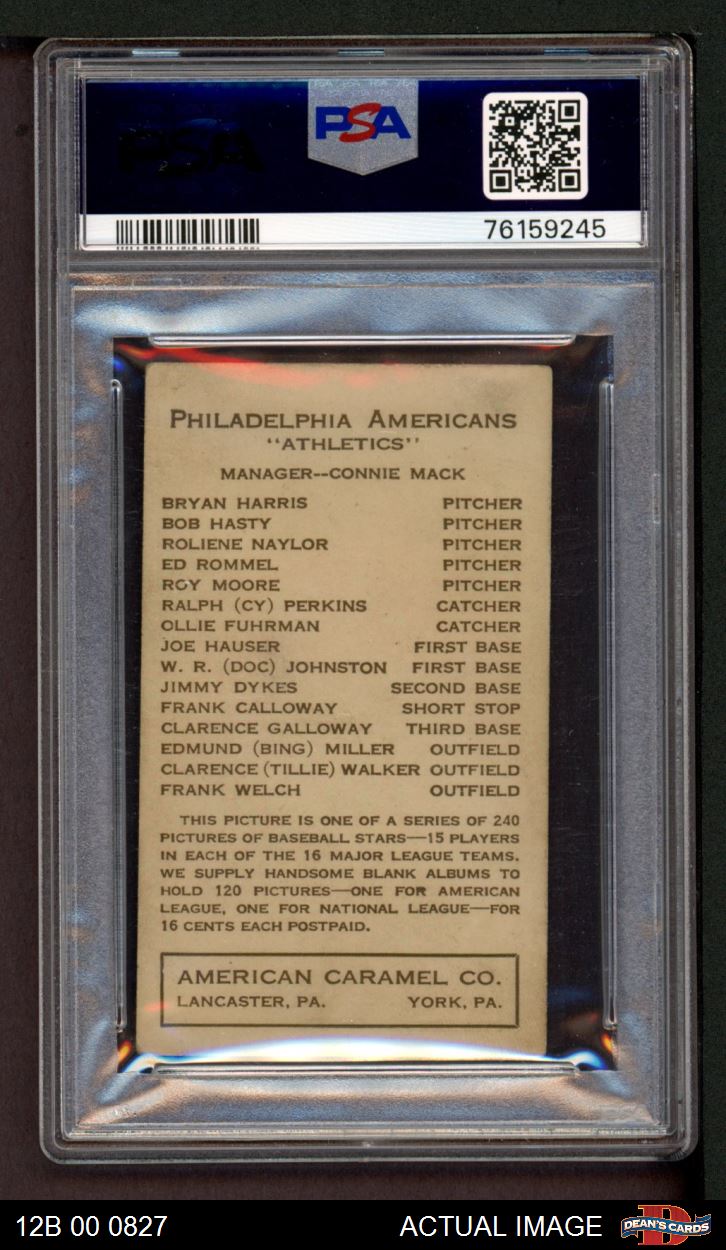 PSA
PSA
76159245
PHILADELPHIA AMERICANS
"ATHLETICS"
MANAGER--CONNIE MACK
BRYAN HARRIS PITCHER
BOB HASTY PITCHER
ROLIENE NAYLOR PITCHER
ED ROMMEL PITCHER
ROY MOORE PITCHER
RALPH (CY) PERKINS CATCHER
OLLIE FUHRMAN CATCHER
JOE HAUSER FIRST BASE
W. R. (DOC) JOHNSTON FIRST BASE
JIMMY DYKES SECOND BASE
FRANK CALLOWAY SHORT STOP
CLARENCE GALLOWAY THIRD BASE
EDMUND (BING) MILLER OUTFIELD
CLARENCE (TILLIE) WALKER OUTFIELD
FRANK WELCH OUTFIELD
THIS PICTURE IS ONE OF A SERIES OF 240
PICTURES OF BASEBALL STARS—15 PLAYERS
IN EACH OF THE 16 MAJOR LEAGUE TEAMS.
WE SUPPLY HANDSOME BLANK ALBUMS TO
HOLD 120 PICTURES—ONE FOR AMERICAN
LEAGUE, ONE FOR NATIONAL LEAGUE—FOR
16 CENTS EACH POSTPAID.
AMERICAN CARAMEL CO.
LANCASTER, PA. YORK, PA.
12B 00 0827 ACTUAL IMAGE DEAN'S CARDS